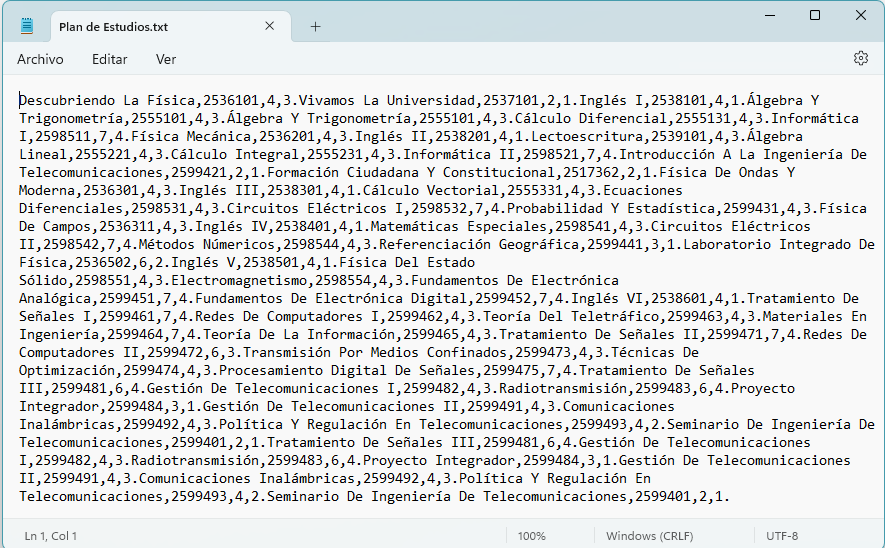 Plan de Estudios.txt
Archivo Editar Ver
Descubriendo La Física,2536101,4,3.Vivamos La Universidad,2537101,2,1.Inglés I,2538101,4,1.Álgebra Y
Trigonometría,2555101,4,3.Álgebra Y Trigonometría,2555101,4,3.Cálculo Diferencial,2555131,4,3.Informática
I,2598511,7,4.Física Mecánica,2536201,4,3.Inglés II,2538201,4,1.Lectoescritura,2539101,4,3.Álgebra
Lineal,2555221,4,3.Cálculo Integral,2555231,4,3.Informática II,2598521,7,4.Introducción A La Ingeniería De
Telecomunicaciones,2599421,2,1.Formación Ciudadana Y Constitucional,2517362,2,1.Física De Ondas Y
Moderna,2536301,4,3.Inglés III,2538301,4,1.Cálculo Vectorial,2555331,4,3.Ecuaciones
Diferenciales,2598531,4,3.Circuitos Eléctricos I,2598532,7,4.Probabilidad Y Estadística,2599431,4,3.Física
De Campos,2536311,4,3.Inglés IV,2538401,4,1.Matemáticas Especiales,2598541,4,3.Circuitos Eléctricos
II,2598542,7,4.Métodos Númericos,2598544,4,3.Referenciación Geográfica,2599441,3,1.Laboratorio Integrado De
Física,2536502,6,2.Inglés V,2538501,4,1.Física Del Estado
Sólido,2598551,4,3.Electromagnetismo,2598554,4,3.Fundamentos De Electrónica
Analógica,2599451,7,4.Fundamentos De Electrónica Digital,2599452,7,4.Inglés VI,2538601,4,1.Tratamiento De
Señales I,2599461,7,4.Redes De Computadores I,2599462,4,3.Teoría Del Teletráfico,2599463,4,3.Materiales En
Ingeniería,2599464,7,4.Teoría De La Información,2599465,4,3.Tratamiento De Señales II,2599471,7,4.Redes De
Computadores II,2599472,6,3.Transmisión Por Medios Confinados,2599473,4,3.Técnicas De
Optimización,2599474,4,3.Procesamiento Digital De Señales,2599475,7,4.Tratamiento De Señales
III,2599481,6,4.Gestión De Telecomunicaciones I,2599482,4,3.Radiotransmisión,2599483,6,4.Proyecto
Integrador,2599484,3,1.Gestión De Telecomunicaciones II,2599491,4,3.Comunicaciones
Inalámbricas,2599492,4,3.Política Y Regulación En Telecomunicaciones,2599493,4,2.Seminario De Ingeniería De
Telecomunicaciones,2599401,2,1.Tratamiento De Señales III,2599481,6,4.Gestión De Telecomunicaciones
I,2599482,4,3.Radiotransmisión,2599483,6,4.Proyecto Integrador,2599484,3,1.Gestión De Telecomunicaciones
II,2599491,4,3.Comunicaciones Inalámbricas,2599492,4,3.Política Y Regulación En
Telecomunicaciones,2599493,4,2.Seminario De Ingeniería De Telecomunicaciones,2599401,2,1.
Ln 1, Col 1 100% Windows (CRLF) UTF-8